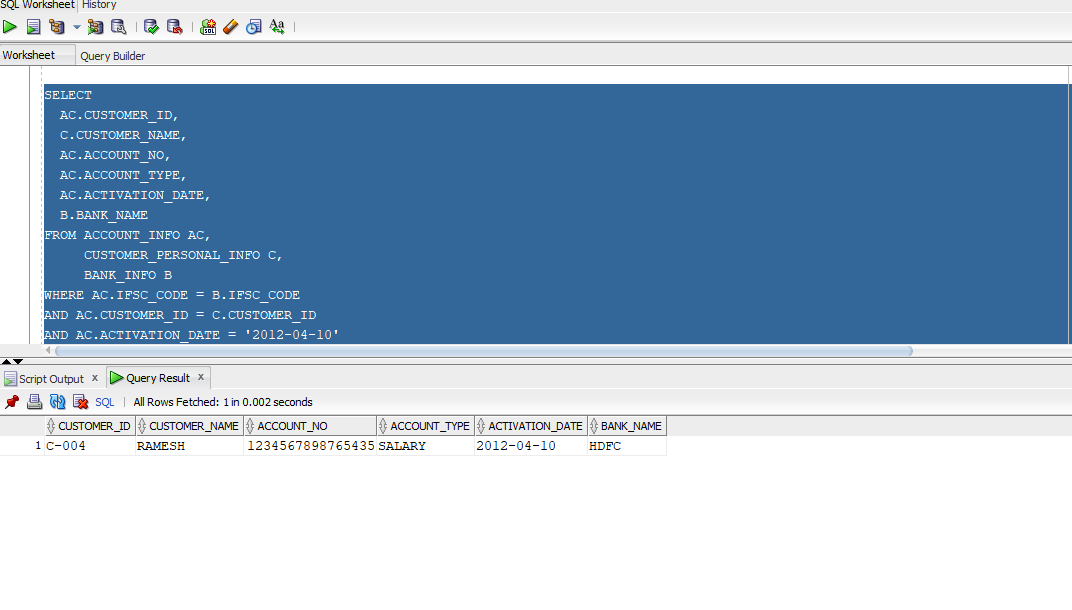 SQL Worksheet History
SQL
Aa
Worksheet Query Builder
SELECT
AC.CUSTOMER_ID,
C.CUSTOMER_NAME,
AC.ACCOUNT_NO,
AC.ACCOUNT_TYPE,
AC.ACTIVATION_DATE,
B.BANK_NAME
FROM ACCOUNT_INFO AC,
CUSTOMER_PERSONAL_INFO C,
BANK_INFO B
WHERE AC.IFSC_CODE = B.IFSC_CODE
AND AC.CUSTOMER_ID = C.CUSTOMER_ID
AND AC.ACTIVATION_DATE = '2012-04-10'
Script Output x Query Result x
SQL | All Rows Fetched: 1 in 0.002 seconds
CUSTOMER_ID CUSTOMER_NAME ACCOUNT_NO ACCOUNT_TYPE ACTIVATION_DATE BANK_NAME
1 C-004 RAMESH 1234567898765435 SALARY 2012-04-10 HDFC